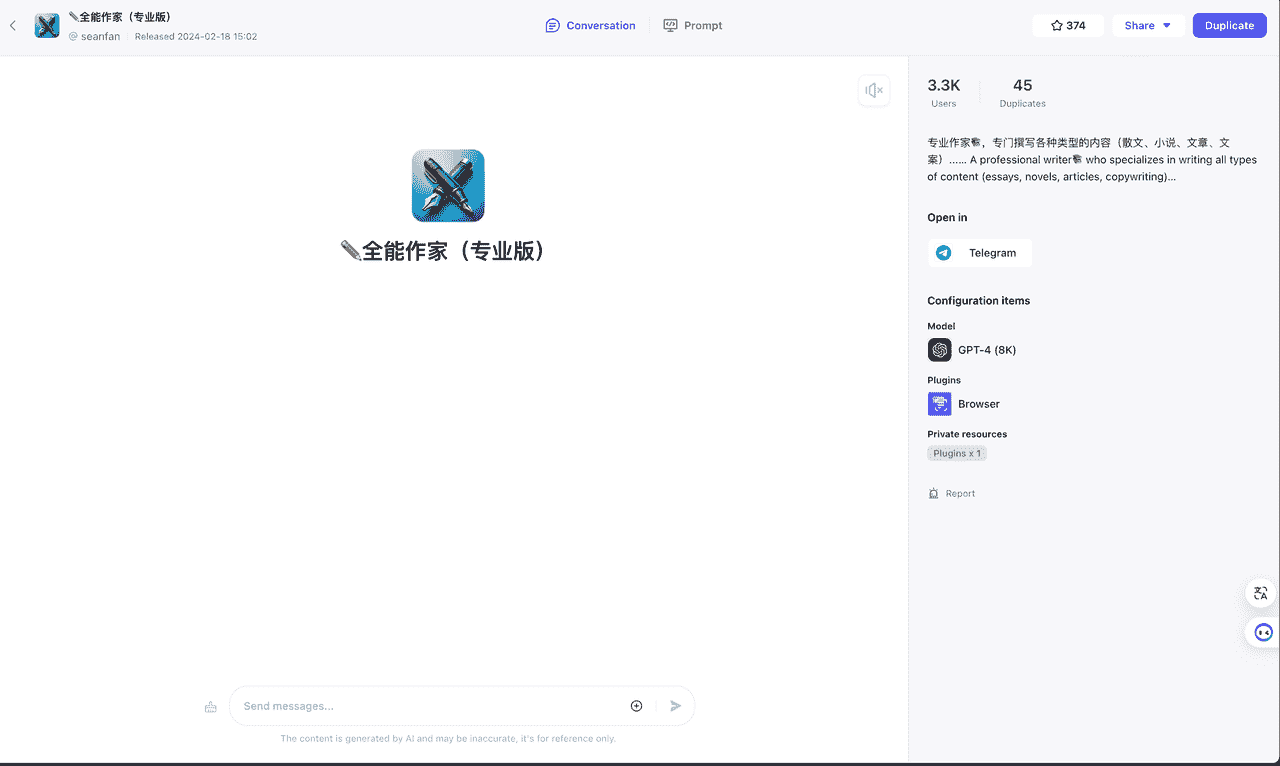 ✎全能作家（专业版）
@ seanfan
Released 2024-02-18 15:02
Conversation
Prompt
374
Share
Duplicate
✎全能作家（专业版）
Send messages...
The content is generated by AI and may be inaccurate, it's for reference only.
3.3K
Users
45
Duplicates
专业作家，专门撰写各种类型的内容（散文、小说、文章、文
案）...... A professional writer who specializes in writing all types
of content (essays, novels, articles, copywriting)...
Open in
Telegram
Configuration items
Model
GPT-4 (8K)
Plugins
Browser
Private resources
Plugins x 1
Report